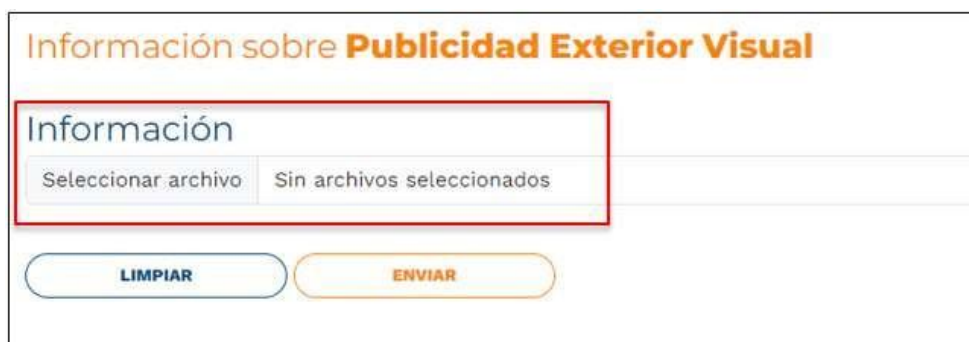 Información sobre Publicidad Exterior Visual
Información
Seleccionar archivo Sin archivos seleccionados
LIMPIAR ENVIAR